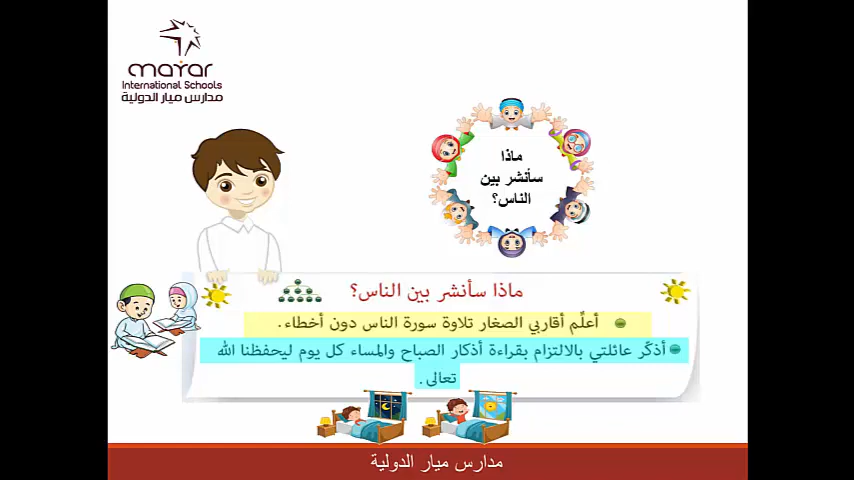 mayar
International Schools
مدارس ميار الدولية
ماذا
سأنشر بين
الناس؟
ماذا سأنشر بين الناس؟
أعلِّم أقاربي الصغار تلاوة سورة الناس دون أخطاء.
أذكّر عائلتي بالالتزام بقراءة أذكار الصباح والمساء كل يوم ليحفظنا الله
تعالى.
مدارس ميار الدولية